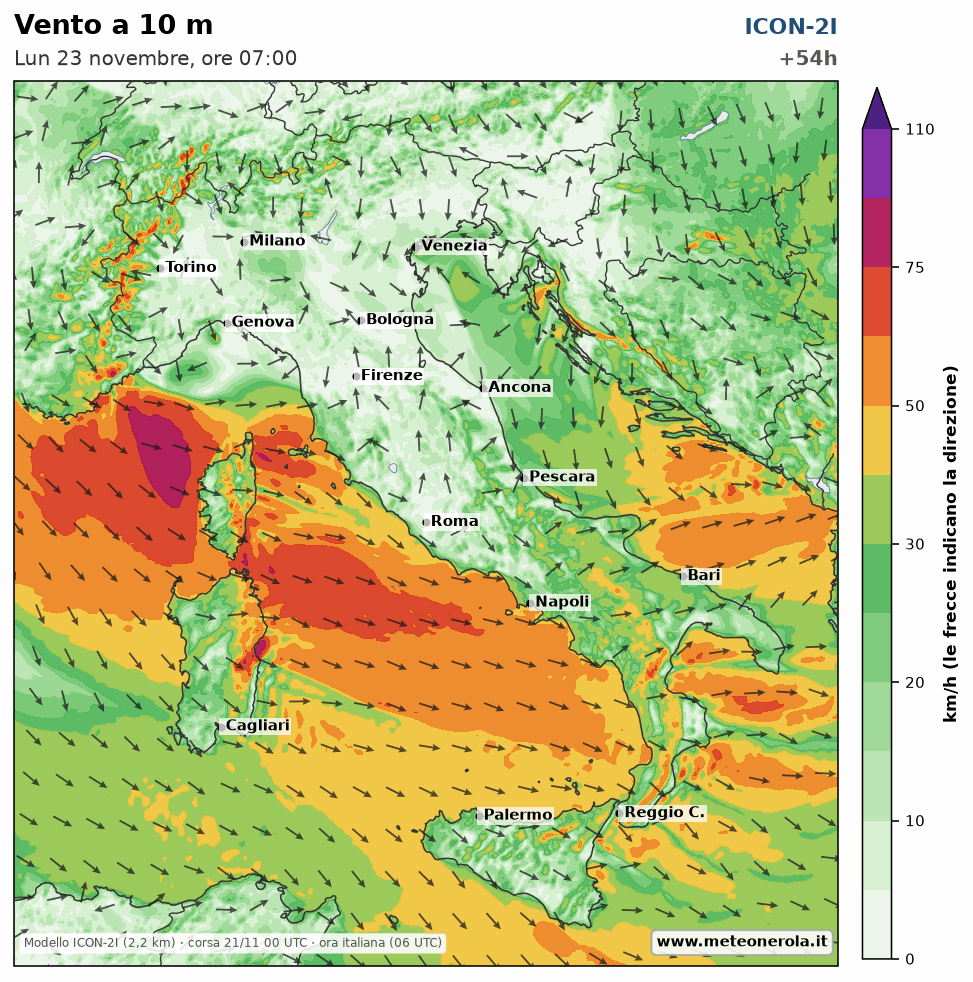 Vento a 10 m
ICON-2I
Lun 23 novembre, ore 07:00
+54h
Milano
Venezia
Torino
Genova
Bologna
Firenze
Ancona
Pescara
Roma
Bari
Napoli
Cagliari
Palermo
Reggio C.
110
75
50
30
20
10
0
km/h (le frecce indicano la direzione)
Modello ICON-2I (2,2 km) · corsa 21/11 00 UTC · ora italiana (06 UTC)
www.meteonerola.it